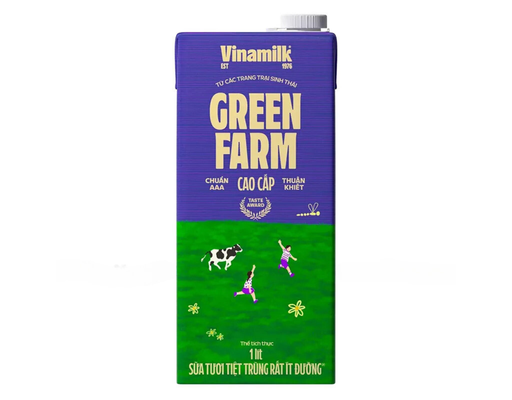 Vinamilk
EST 1976
TỪ CÁC TRANG TRẠI SINH THÁI
GREEN
FARM
CHUẨN AAA
CAO CẤP
THUẦN KHIẾT
TASTE AWARD
Thể tích thực
1 lít
SỮA TƯƠI TIỆT TRÙNG RẤT ÍT ĐƯỜNG